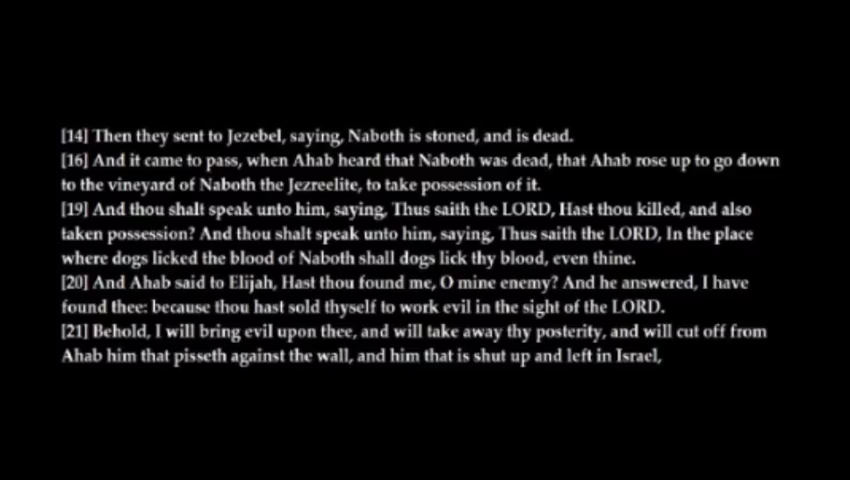 [14] Then they sent to Jezebel, saying, Naboth is stoned, and is dead.
[16] And it came to pass, when Ahab heard that Naboth was dead, that Ahab rose up to go down
to the vineyard of Naboth the Jezreelite, to take possession of it.
[19] And thou shalt speak unto him, saying, Thus saith the LORD, Hast thou killed, and also
taken possession? And thou shalt speak unto him, saying, Thus saith the LORD, In the place
where dogs licked the blood of Naboth shall dogs lick thy blood, even thine.
[20] And Ahab said to Elijah, Hast thou found me, O mine enemy? And he answered, I have
found thee: because thou hast sold thyself to work evil in the sight of the LORD.
[21] Behold, I will bring evil upon thee, and will take away thy posterity, and will cut off from
Ahab him that pisseth against the wall, and him that is shut up and left in Israel,